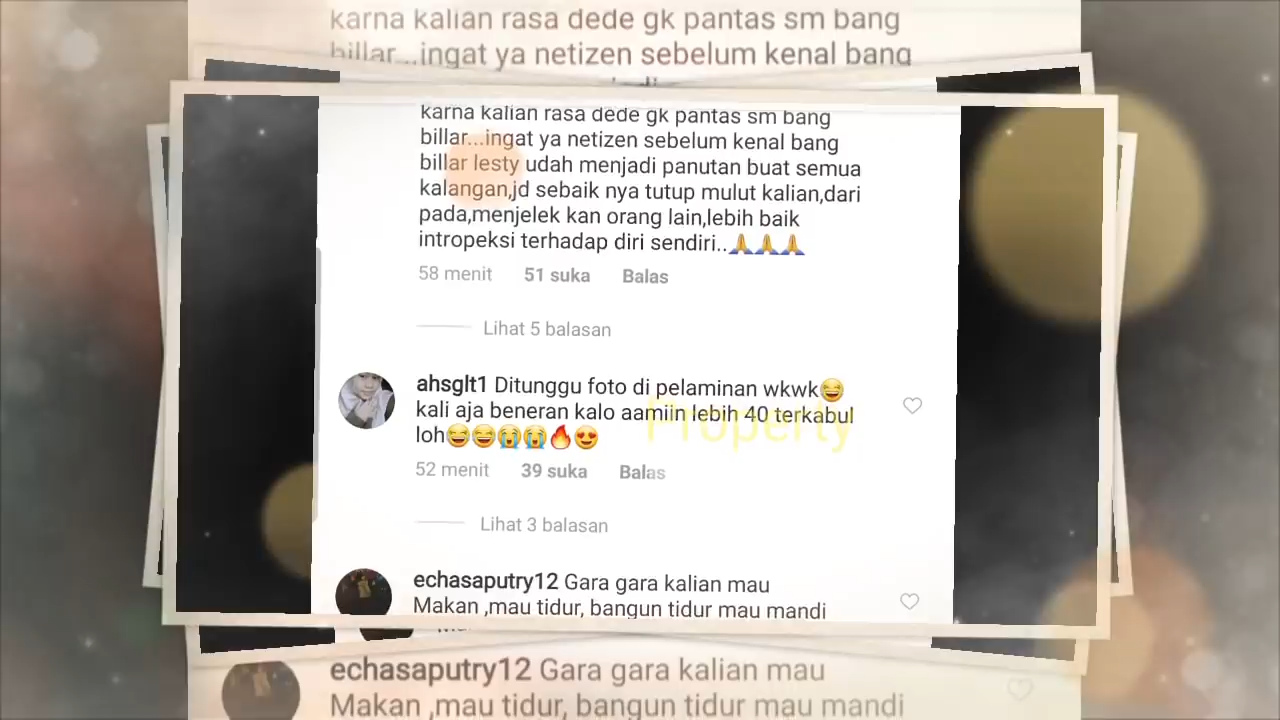 karna kalian rasa dede gk pantas sm bang
billar...ingat ya netizen sebelum kenal bang
karna kalian rasa dede gk pantas sm bang
billar...ingat ya netizen sebelum kenal bang
billar lesty udah menjadi panutan buat semua
kalangan,jd sebaik nya tutup mulut kalian,dari
pada,menjelek kan orang lain,lebih baik
intropeksi terhadap diri sendiri..🙏🙏🙏
58 menit 51 suka Balas
Lihat 5 balasan
ahsglt1 Ditunggu foto di pelaminan wkwk😂
kali aja beneran kalo aamiin lebih 40 terkabul
loh😂😂😭😭🔥😍
Property
52 menit 39 suka Balas
Lihat 3 balasan
echasaputry12 Gara gara kalian mau
Makan ,mau tidur, bangun tidur mau mandi
echasaputry12 Gara gara kalian mau
Makan ,mau tidur, bangun tidur mau mandi